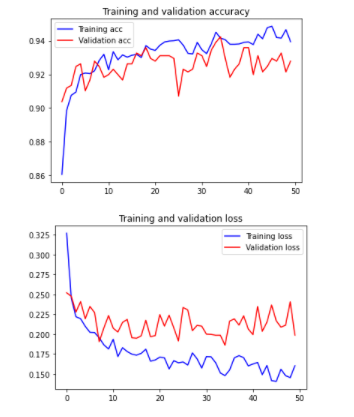 Training and validation accuracy
Training acc
Validation acc
0.94
0.92
0.90
0.88
0.86
0 10 20 30 40 50
Training and validation loss
Training loss
Validation loss
0.325
0.300
0.275
0.250
0.225
0.200
0.175
0.150
0 10 20 30 40 50